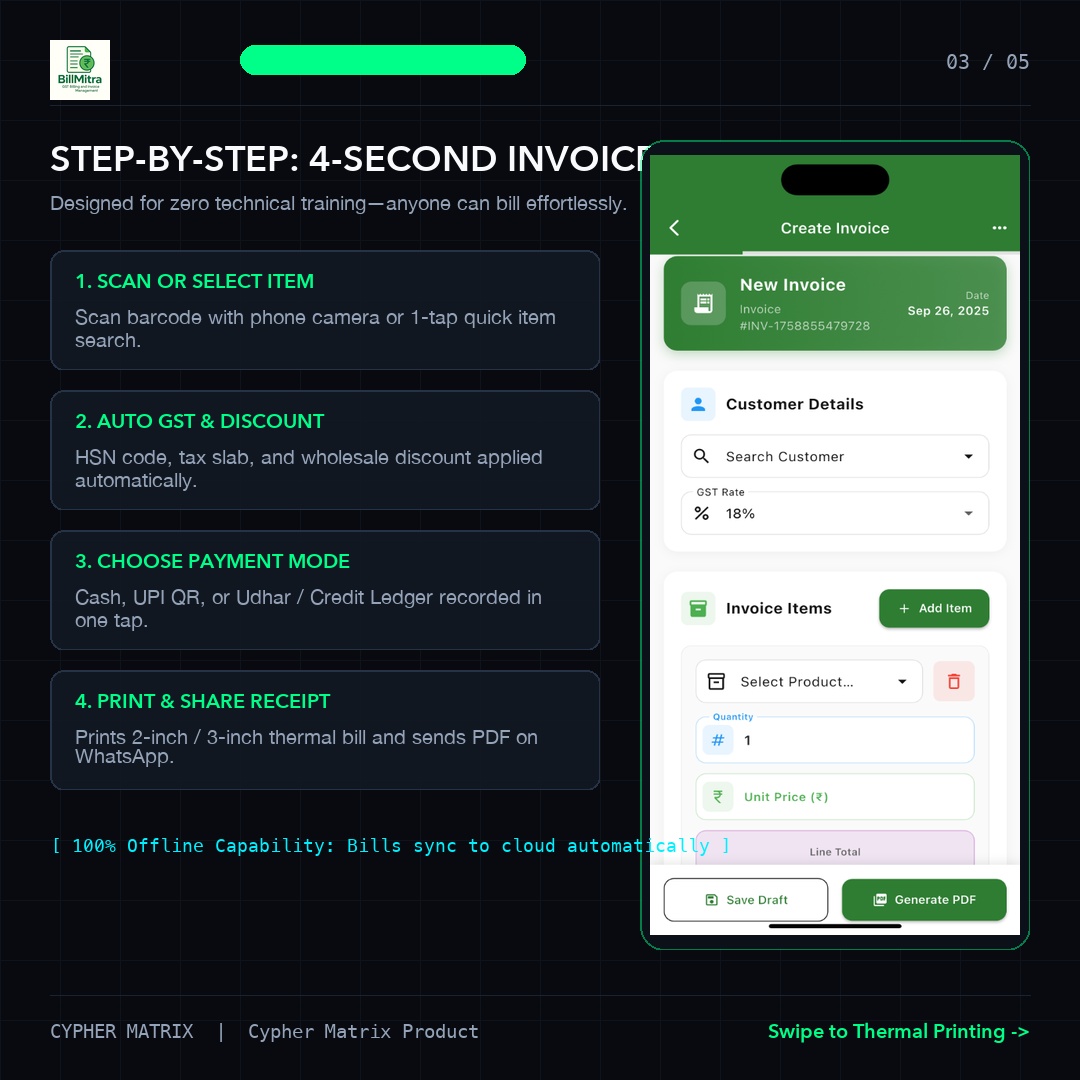 BillMitra
GST Billing and Invoice
Management
03 / 05
STEP-BY-STEP: 4-SECOND INVOICE
Designed for zero technical training—anyone can bill effortlessly.
1. SCAN OR SELECT ITEM
Scan barcode with phone camera or 1-tap quick item
search.
2. AUTO GST & DISCOUNT
HSN code, tax slab, and wholesale discount applied
automatically.
3. CHOOSE PAYMENT MODE
Cash, UPI QR, or Udhar / Credit Ledger recorded in
one tap.
4. PRINT & SHARE RECEIPT
Prints 2-inch / 3-inch thermal bill and sends PDF on
WhatsApp.
[ 100% Offline Capability: Bills sync to cloud automatically ]
Create Invoice
New Invoice
Invoice
#INV-1758855479728
Date
Sep 26, 2025
Customer Details
Search Customer
GST Rate
18%
Invoice Items
+ Add Item
Select Product...
Quantity
# 1
₹ Unit Price (₹)
Line Total
Save Draft
Generate PDF
CYPHER MATRIX | Cypher Matrix Product
Swipe to Thermal Printing ->